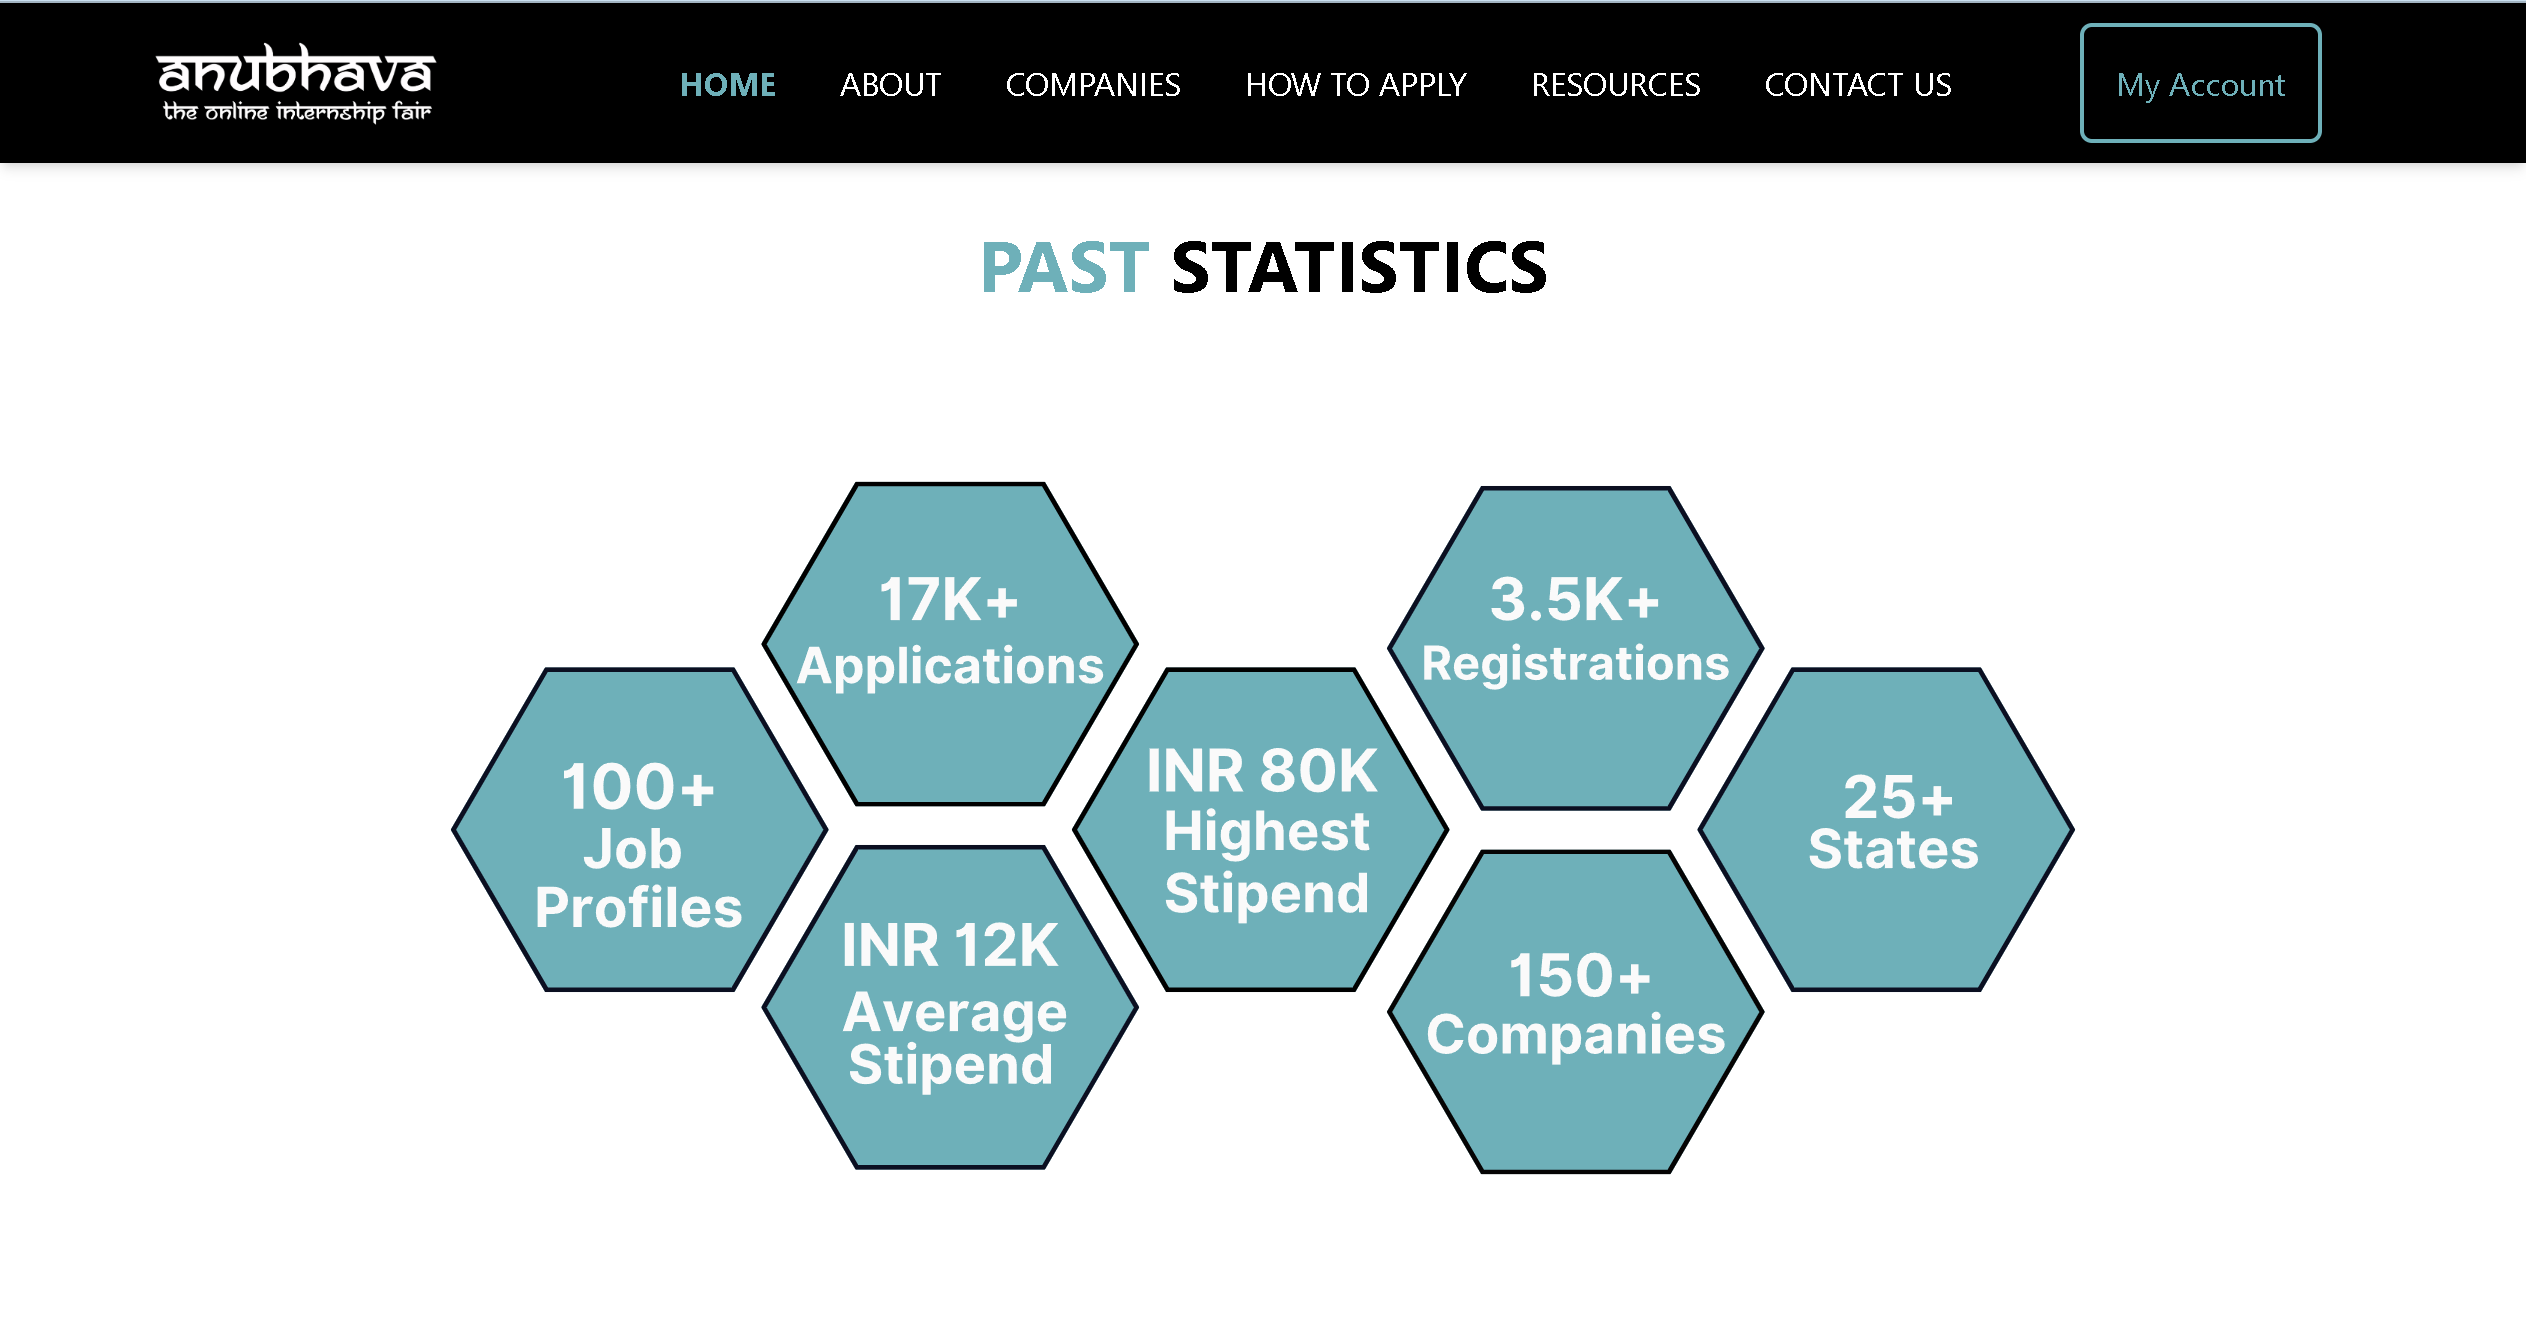 anubhava
the online internship fair
HOME ABOUT COMPANIES HOW TO APPLY RESOURCES CONTACT US My Account
PAST STATISTICS
17K+
Applications
3.5K+
Registrations
100+
Job
Profiles
INR 80K
Highest
Stipend
25+
States
INR 12K
Average
Stipend
150+
Companies